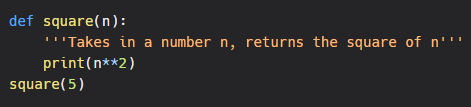 def square(n):
    '''Takes in a number n, returns the square of n'''
    print(n**2)
square(5)